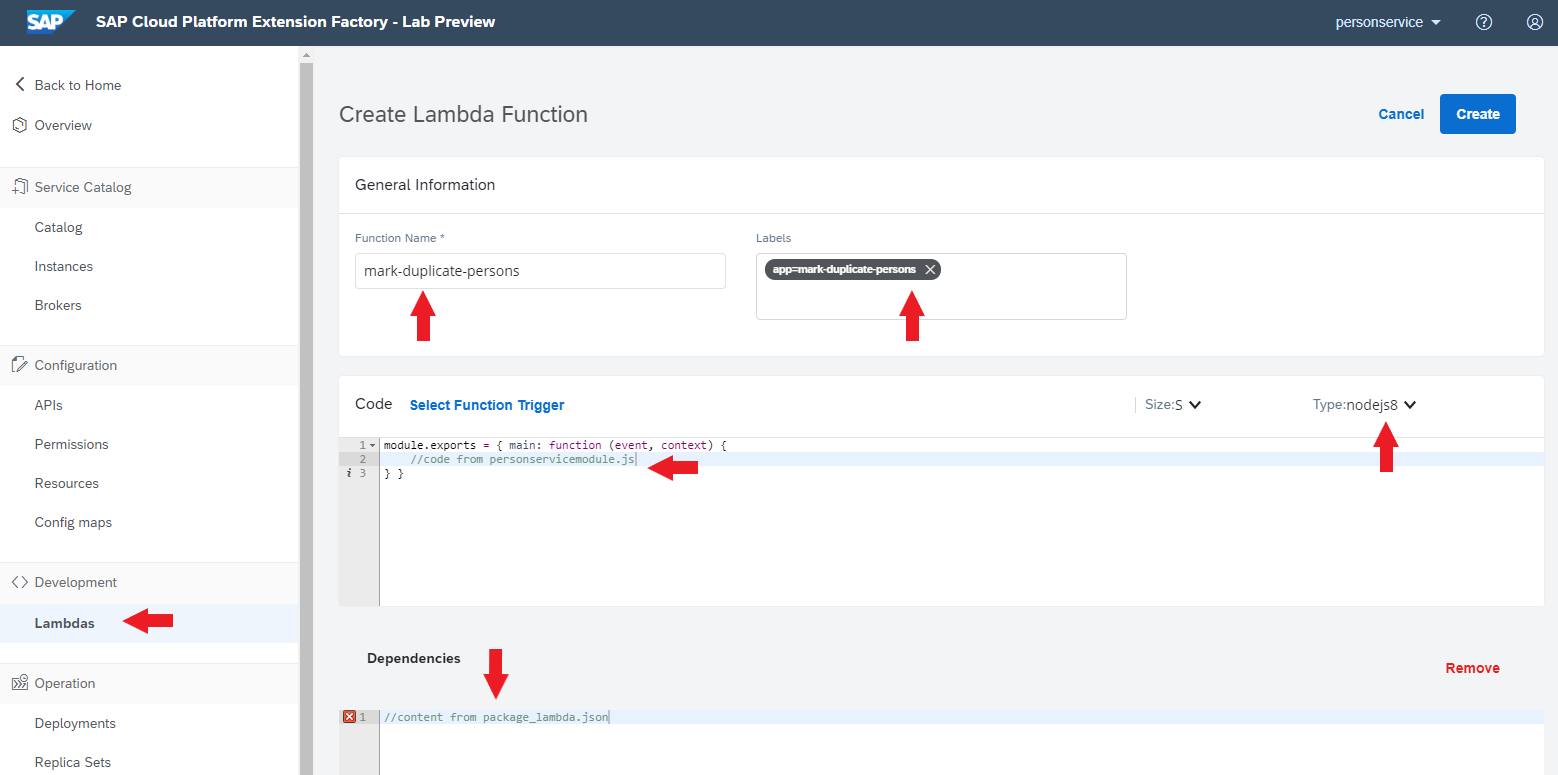 SAP SAP Cloud Platform Extension Factory - Lab Preview personservice
Back to Home
Overview
Service Catalog
Catalog
Instances
Brokers
Configuration
APIs
Permissions
Resources
Config maps
Development
Lambdas
Operation
Deployments
Replica Sets
Create Lambda Function Cancel Create
General Information
Function Name * Labels
mark-duplicate-persons app=mark-duplicate-persons
Code Select Function Trigger Size:S Type:nodejs8
1 module.exports = { main: function (event, context) {
2 //code from personservicemodule.js
i 3 } }
Dependencies Remove
1 //content from package_lambda.json